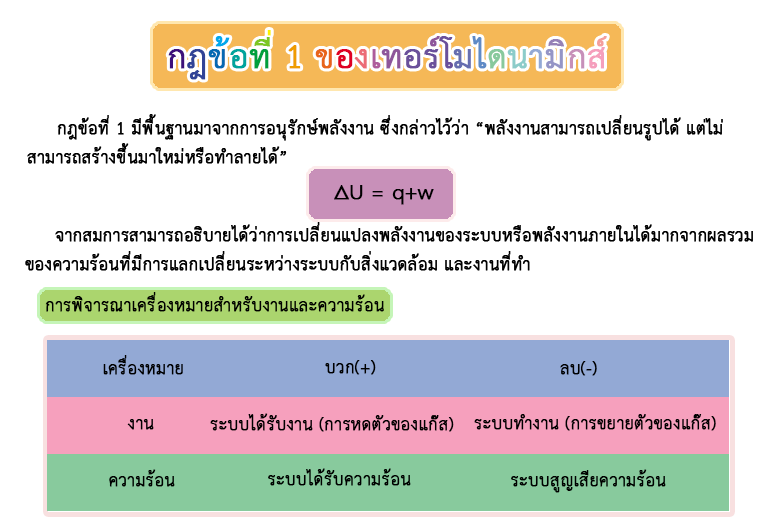 กฎข้อที่ 1 ของเทอร์โมไดนามิกส์
กฎข้อที่ 1 มีพื้นฐานมาจากการอนุรักษ์พลังงาน ซึ่งกล่าวไว้ว่า “พลังงานสามารถเปลี่ยนรูปได้ แต่ไม่
สามารถสร้างขึ้นมาใหม่หรือทำลายได้”
ΔU = q+w
จากสมการสามารถอธิบายได้ว่าการเปลี่ยนแปลงพลังงานของระบบหรือพลังงานภายในได้มากจากผลรวม
ของความร้อนที่มีการแลกเปลี่ยนระหว่างระบบกับสิ่งแวดล้อม และงานที่ทำ
การพิจารณาเครื่องหมายสำหรับงานและความร้อน
เครื่องหมาย บวก(+) ลบ(-)
งาน ระบบได้รับงาน (การหดตัวของแก๊ส) ระบบทำงาน (การขยายตัวของแก๊ส)
ความร้อน ระบบได้รับความร้อน ระบบสูญเสียความร้อน